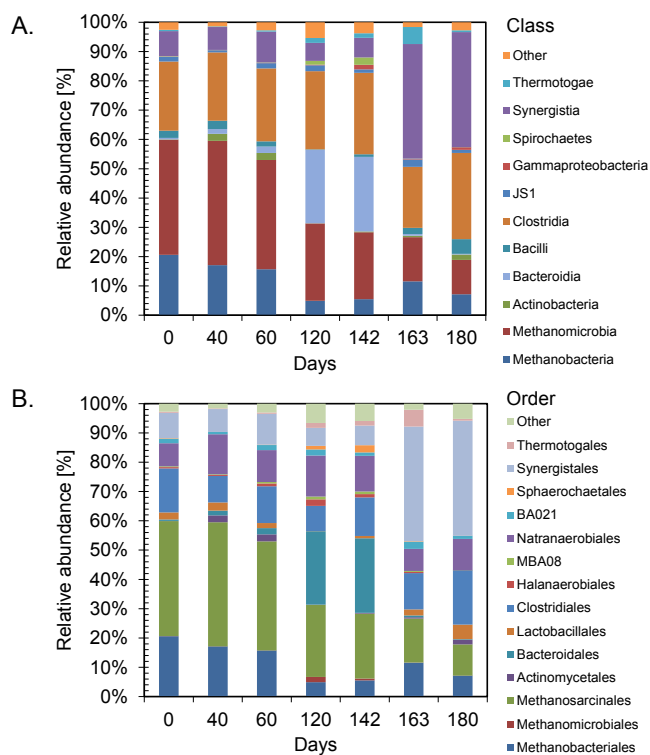 A.
Class
100%
90%
80%
70%
60%
50%
40%
30%
20%
10%
0%
Relative abundance [%]
0 40 60 120 142 163 180
Days
Other
Thermotogae
Synergistia
Spirochaetes
Gammaproteobacteria
JS1
Clostridia
Bacilli
Bacteroidia
Actinobacteria
Methanomicrobia
Methanobacteria
B.
Order
100%
90%
80%
70%
60%
50%
40%
30%
20%
10%
0%
Relative abundance [%]
0 40 60 120 142 163 180
Days
Other
Thermotogales
Synergistales
Sphaerochaetales
BA021
Natranaerobiales
MBA08
Halanaerobiales
Clostridiales
Lactobacillales
Bacteroidales
Actinomycetales
Methanosarcinales
Methanomicrobiales
Methanobacteriales